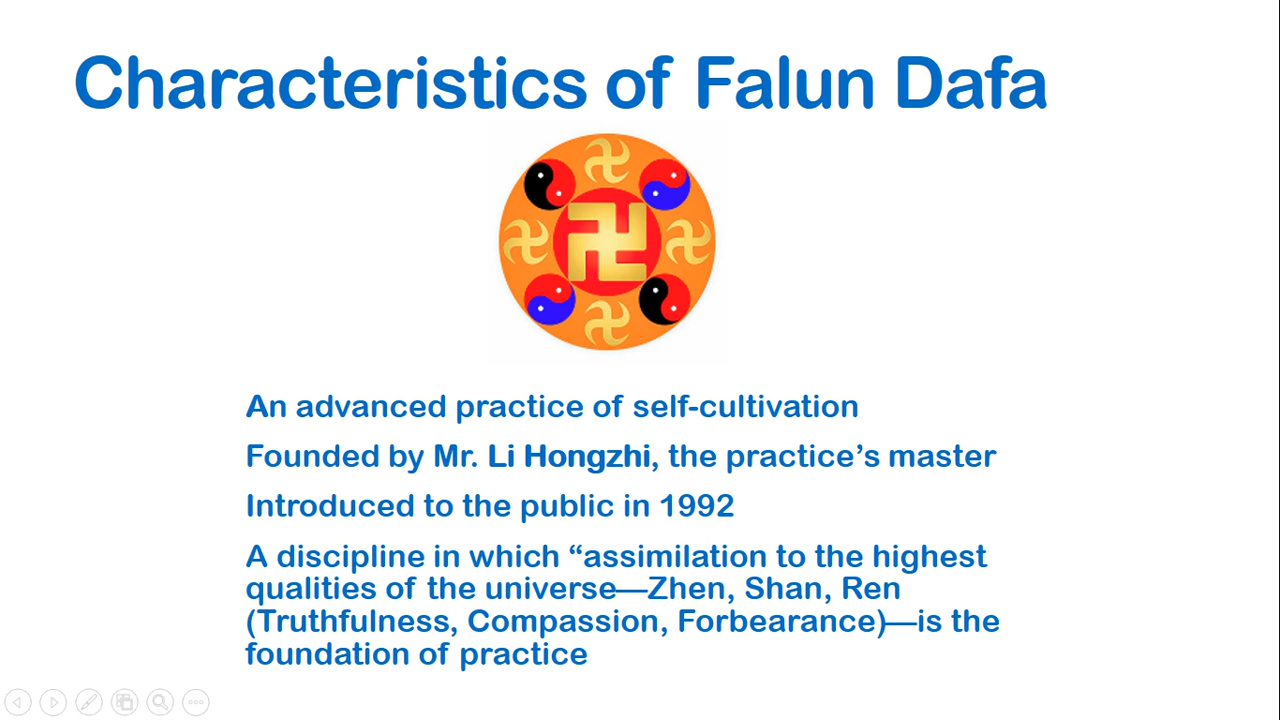 Characteristics of Falun Dafa
An advanced practice of self-cultivation
Founded by Mr. Li Hongzhi, the practice’s master
Introduced to the public in 1992
A discipline in which “assimilation to the highest
qualities of the universe—Zhen, Shan, Ren
(Truthfulness, Compassion, Forbearance)—is the
foundation of practice